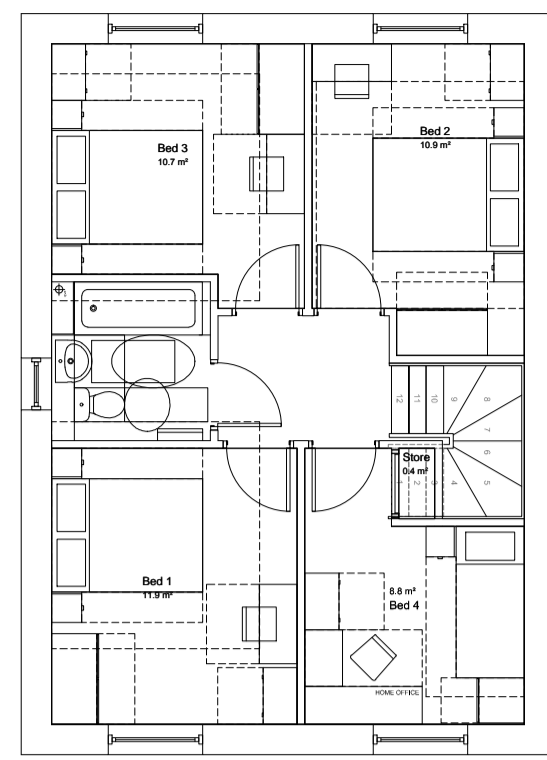 Bed 3
10.7 m²
Bed 2
10.9 m²
12 11 10 9 8
7
6
Store
0.4 m²
1 2 3 4 5
Bed 1
11.9 m²
8.8 m²
Bed 4
HOME OFFICE